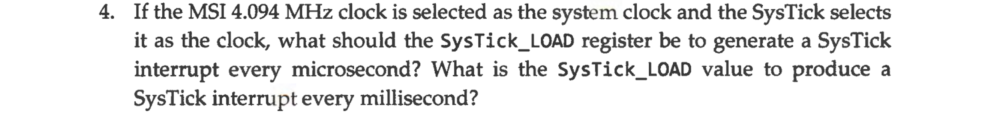 4. If the MSI 4.094 MHz clock is selected as the system clock and the SysTick selects
it as the clock, what should the SysTick_LOAD register be to generate a SysTick
interrupt every microsecond? What is the SysTick_LOAD value to produce a
SysTick interrupt every millisecond?